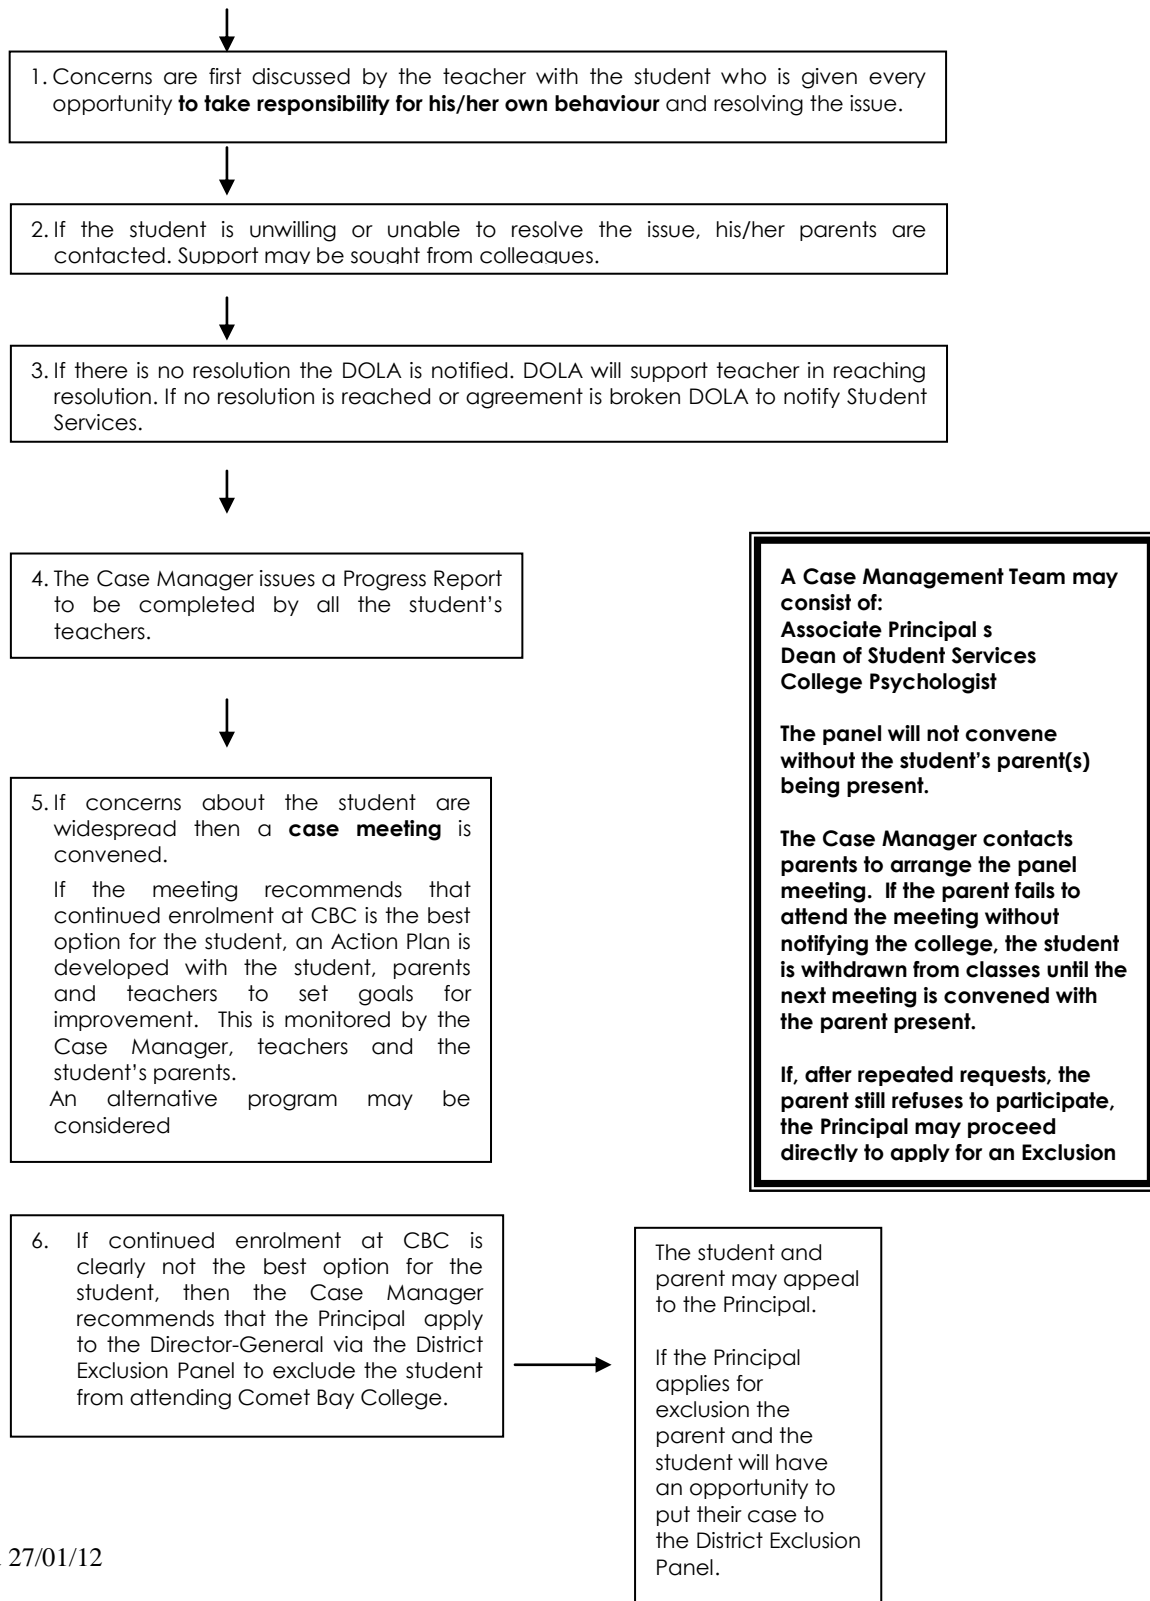 1. Concerns are first discussed by the teacher with the student who is given every
opportunity to take responsibility for his/her own behaviour and resolving the issue.
2. If the student is unwilling or unable to resolve the issue, his/her parents are
contacted. Support may be sought from colleagues.
3. If there is no resolution the DOLA is notified. DOLA will support teacher in reaching
resolution. If no resolution is reached or agreement is broken DOLA to notify Student
Services.
4. The Case Manager issues a Progress Report
to be completed by all the student's
teachers.
A Case Management Team may
consist of:
Associate Principal s
Dean of Student Services
College Psychologist
The panel will not convene
without the student's parent(s)
being present.
The Case Manager contacts
parents to arrange the panel
meeting. If the parent fails to
attend the meeting without
notifying the college, the student
is withdrawn from classes until the
next meeting is convened with
the parent present.
If, after repeated requests, the
parent still refuses to participate,
the Principal may proceed
directly to apply for an Exclusion
5. If concerns about the student are
widespread then a case meeting is
convened.
If the meeting recommends that
continued enrolment at CBC is the best
option for the student, an Action Plan is
developed with the student, parents
and teachers to set goals for
improvement. This is monitored by the
Case Manager, teachers and the
student's parents.
An alternative program may be
considered
6. If continued enrolment at CBC is
clearly not the best option for the
student, then the Case Manager
recommends that the Principal apply
to the Director-General via the District
Exclusion Panel to exclude the student
from attending Comet Bay College.
The student and
parent may appeal
to the Principal.
If the Principal
applies for
exclusion the
parent and the
student will have
an opportunity to
put their case to
the District Exclusion
Panel.
27/01/12